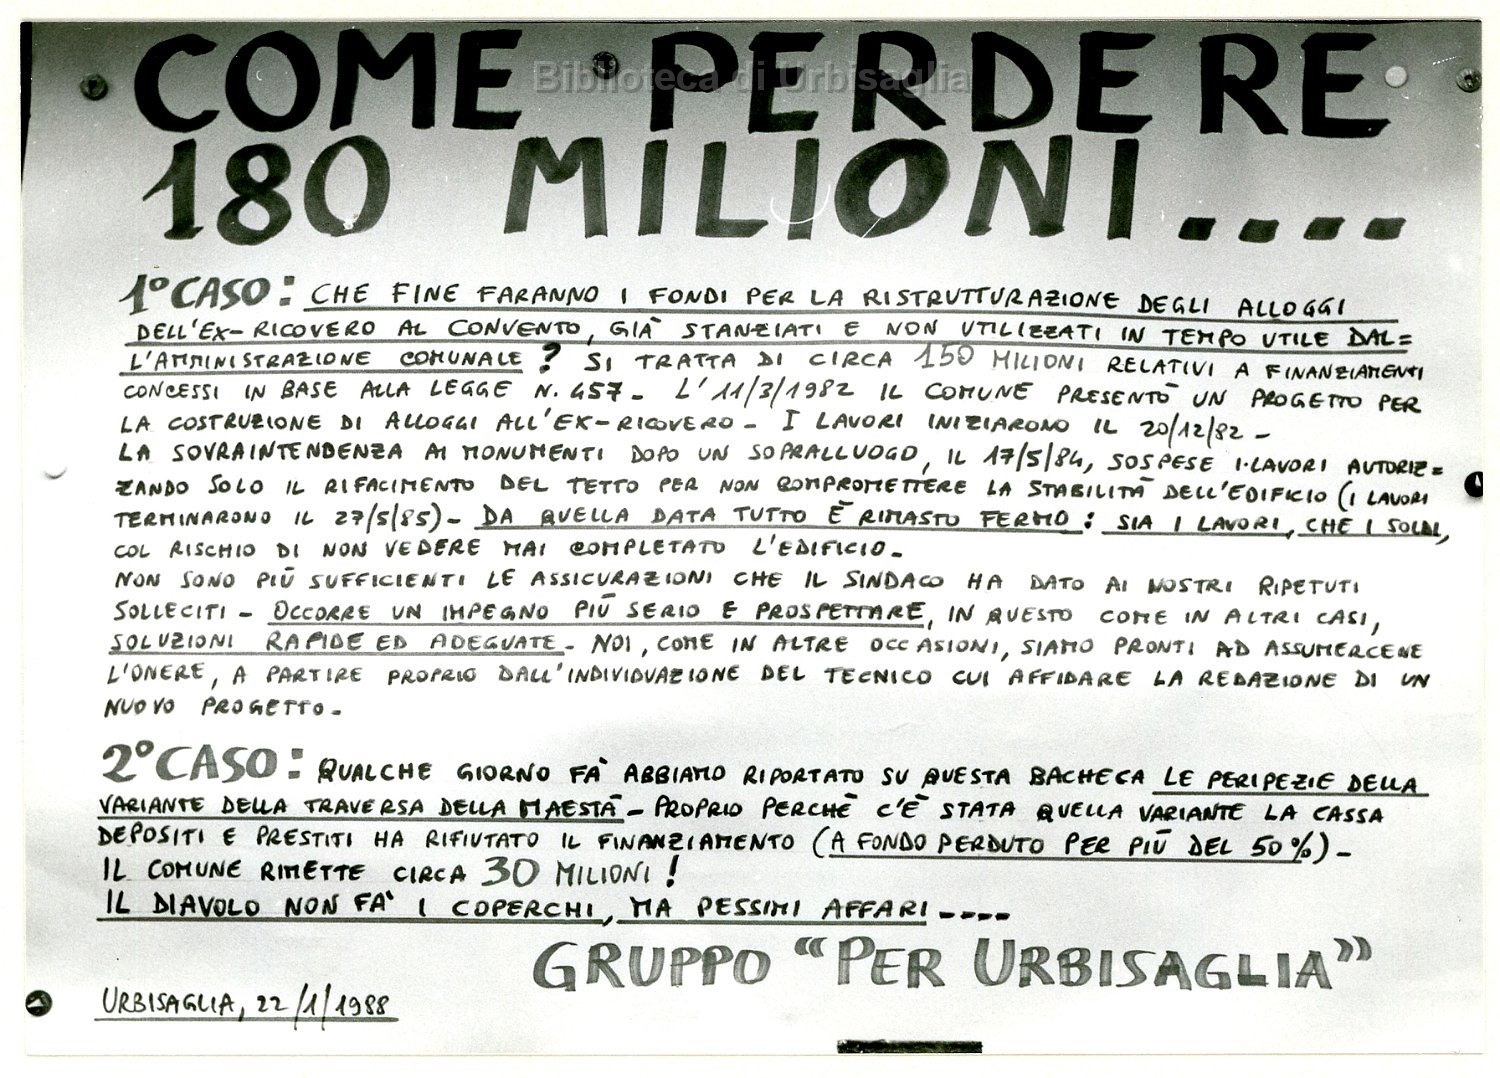 Biblioteca di Urbisaglia
COME PERDERE
180 MILIONI....
1° CASO: CHE FINE FARANNO I FONDI PER LA RISTRUTTURAZIONE DEGLI ALLOGGI
DELL'EX-RICOVERO AL CONVENTO, GIÀ STANZIATI E NON UTILIZZATI IN TEMPO UTILE DAL=
L'AMMINISTRAZIONE COMUNALE? SI TRATTA DI CIRCA 150 MILIONI RELATIVI A FINANZIAMENTI
CONCESSI IN BASE ALLA LEGGE N. 457. L'11/3/1982 IL COMUNE PRESENTÒ UN PROGETTO PER
LA COSTRUZIONE DI ALLOGGI ALL'EX-RICOVERO - I LAVORI INIZIARONO IL 20/12/82 -
LA SOVRAINTENDENZA AI MONUMENTI DOPO UN SOPRALLUOGO, IL 17/5/84, SOSPESE I LAVORI AUTORIZ=
ZANDO SOLO IL RIFACIMENTO DEL TETTO PER NON COMPROMETTERE LA STABILITÀ DELL'EDIFICIO (I LAVORI
TERMINARONO IL 27/5/85) - DA QUELLA DATA TUTTO È RIMASTO FERMO: SIA I LAVORI, CHE I SOLDI,
COL RISCHIO DI NON VEDERE MAI COMPLETATO L'EDIFICIO -
NON SONO PIÙ SUFFICIENTI LE ASSICURAZIONI CHE IL SINDACO HA DATO AI NOSTRI RIPETUTI
SOLLECITI - OCCORRE UN IMPEGNO PIÙ SERIO E PROSPETTARE, IN QUESTO COME IN ALTRI CASI,
SOLUZIONI RAPIDE ED ADEGUATE - NOI, COME IN ALTRE OCCASIONI, SIAMO PRONTI AD ASSUMERCENE
L'ONERE, A PARTIRE PROPRIO DALL'INDIVIDUAZIONE DEL TECNICO CUI AFFIDARE LA REDAZIONE DI UN
NUOVO PROGETTO -
2° CASO: QUALCHE GIORNO FÀ ABBIAMO RIPORTATO SU QUESTA BACHECA LE PERIPEZIE DELLA
VARIANTE DELLA TRAVERSA DELLA MAESTÀ - PROPRIO PERCHÈ C'È STATA QUELLA VARIANTE LA CASSA
DEPOSITI E PRESTITI HA RIFIUTATO IL FINANZIAMENTO (A FONDO PERDUTO PER PIÙ DEL 50%) -
IL COMUNE RIMETTE CIRCA 30 MILIONI!
IL DIAVOLO NON FA' I COPERCHI, MA PESSIMI AFFARI ----
GRUPPO "PER URBISAGLIA"
URBISAGLIA, 22/1/1988